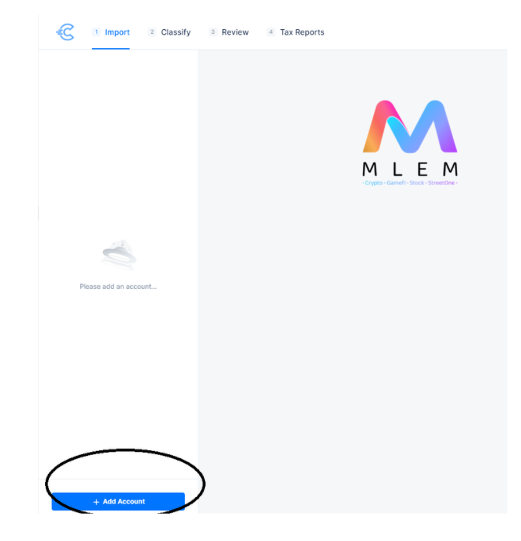 1 Import 2 Classify 3 Review 4 Tax Reports
M L E M
-Crypto -GameFi -Stock -StreetOne-
Please add an account...
+ Add Account